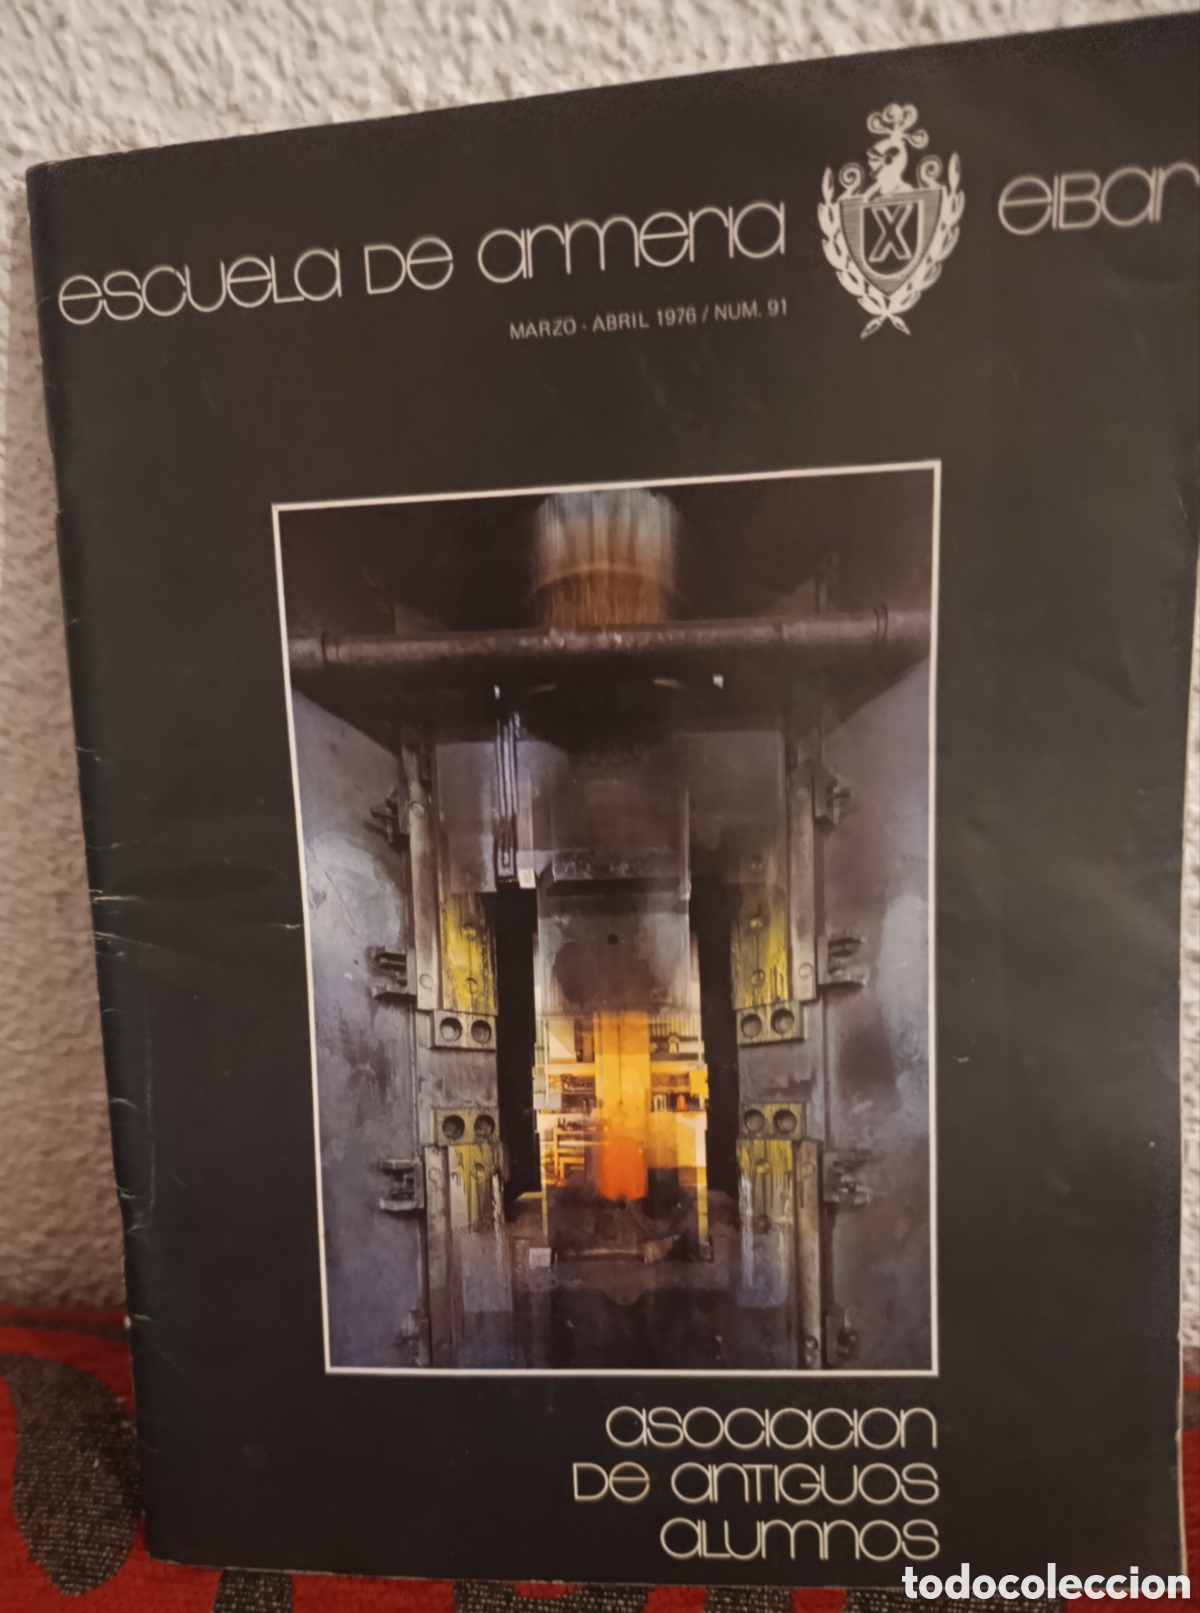 escuela de armeria X eibar
MARZO - ABRIL 1976 / NUM. 91
asociacion
de antiguos
alumnos
todocoleccion